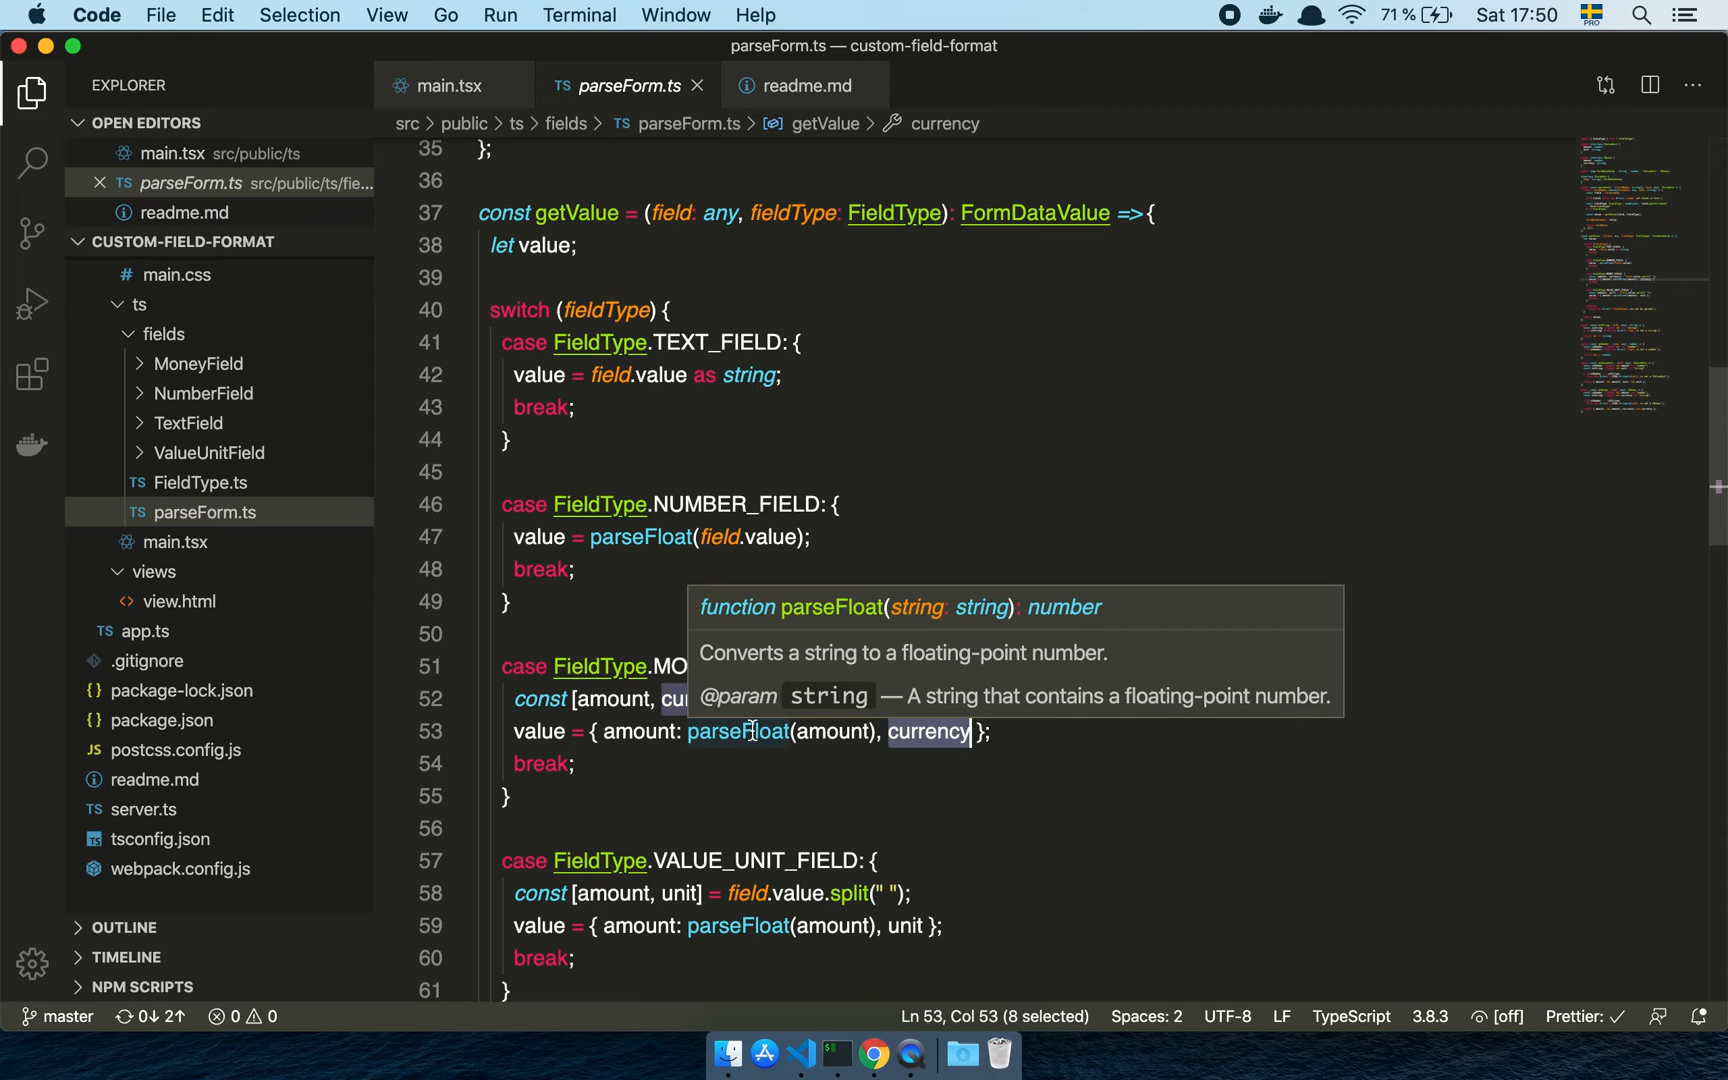 Code File Edit Selection View Go Run Terminal Window Help 71 % Sat 17:50 PRO
parseForm.ts — custom-field-format
EXPLORER
main.tsx TS parseForm.ts readme.md
OPEN EDITORS
src > public > ts > fields > TS parseForm.ts > getValue > currency
main.tsx src/public/ts
TS parseForm.ts src/public/ts/fie...
readme.md
CUSTOM-FIELD-FORMAT
# main.css
ts
fields
MoneyField
NumberField
TextField
ValueUnitField
TS FieldType.ts
TS parseForm.ts
main.tsx
views
<> view.html
TS app.ts
.gitignore
{} package-lock.json
{} package.json
JS postcss.config.js
readme.md
TS server.ts
TS tsconfig.json
webpack.config.js
OUTLINE
TIMELINE
NPM SCRIPTS
35 };
36
37 const getValue = (field: any, fieldType: FieldType): FormDataValue => {
38 let value;
39
40 switch (fieldType) {
41 case FieldType.TEXT_FIELD: {
42 value = field.value as string;
43 break;
44 }
45
46 case FieldType.NUMBER_FIELD: {
47 value = parseFloat(field.value);
48 break;
49 }
function parseFloat(string: string): number
50
Converts a string to a floating-point number.
51 case FieldType.MO
@param string — A string that contains a floating-point number.
52 const [amount, cur
53 value = { amount: parseFloat(amount), currency };
54 break;
55 }
56
57 case FieldType.VALUE_UNIT_FIELD: {
58 const [amount, unit] = field.value.split(" ");
59 value = { amount: parseFloat(amount), unit };
60 break;
61 }
master 0↓ 2↑ 0 0 Ln 53, Col 53 (8 selected) Spaces: 2 UTF-8 LF TypeScript 3.8.3 [off] Prettier: ✓